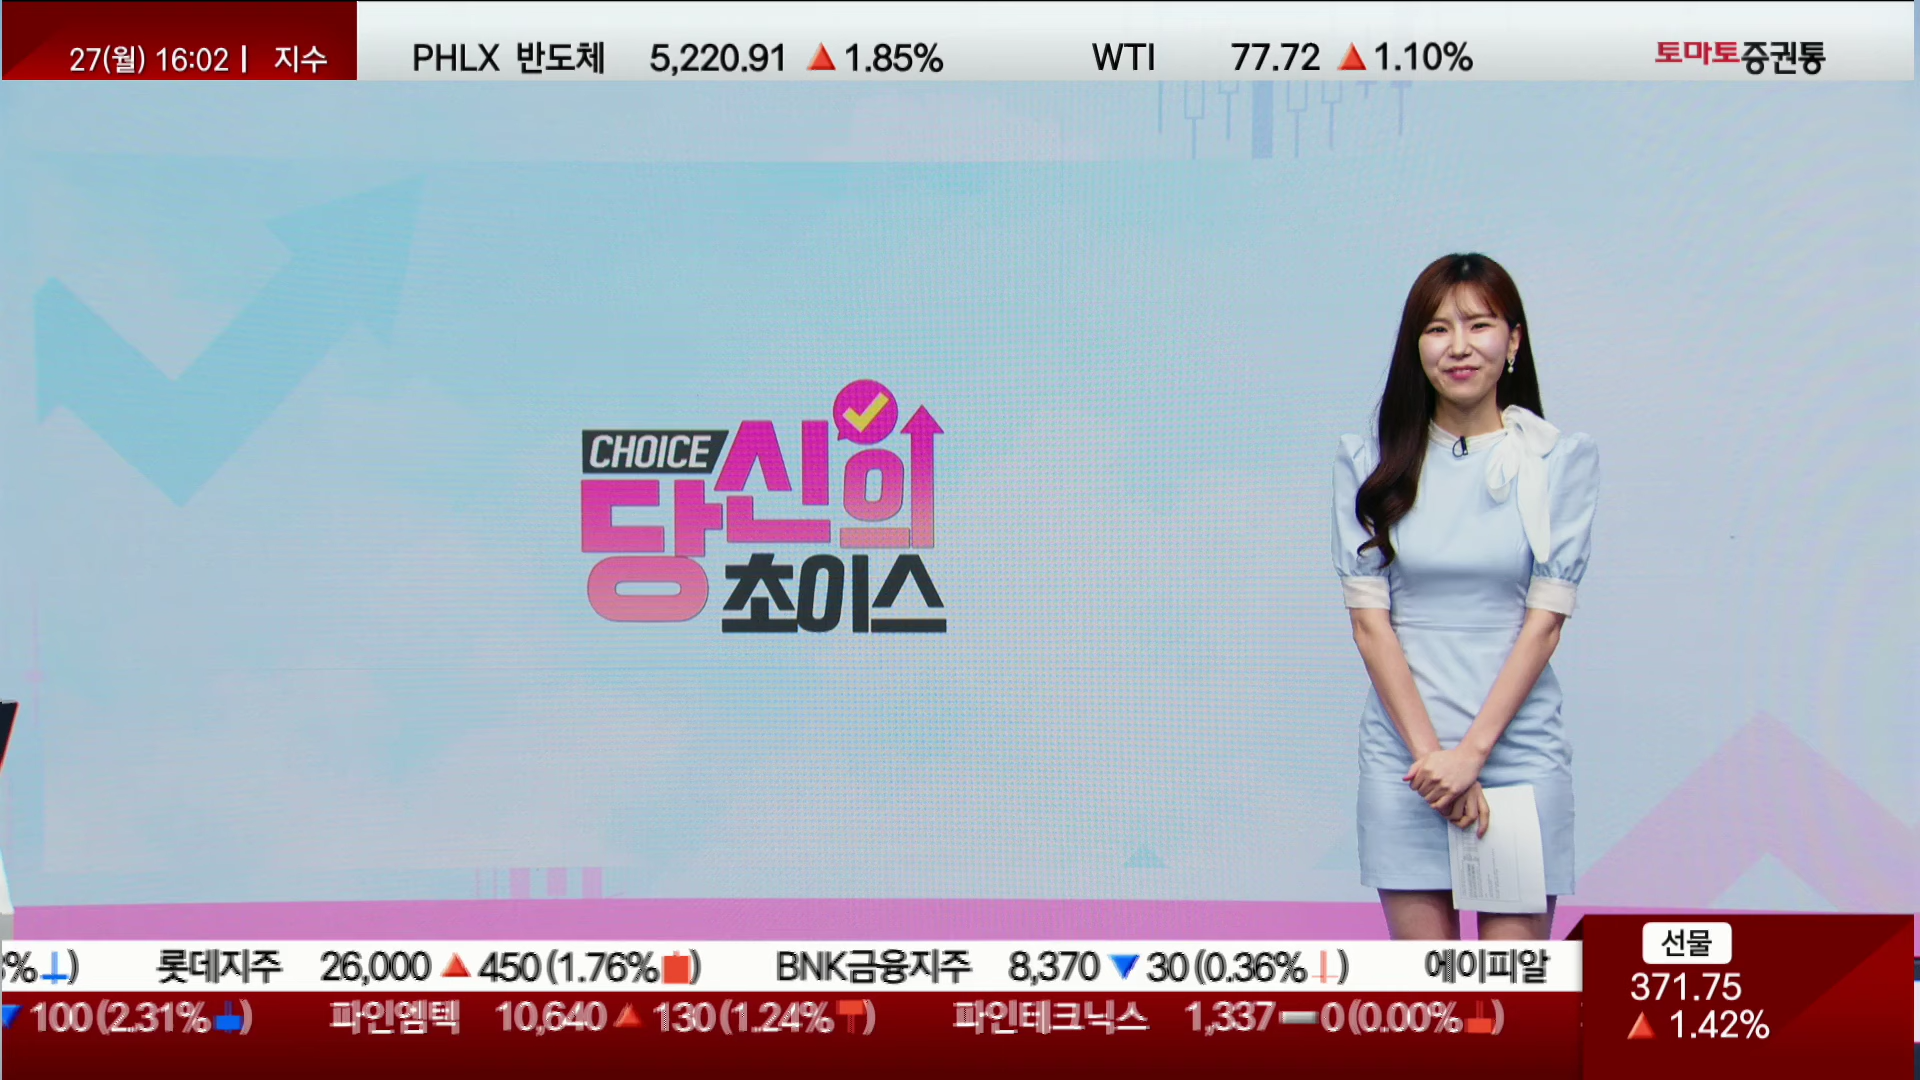 27(월) 16:02 | 지수 PHLX 반도체 5,220.91 ▲ 1.85% WTI 77.72 ▲ 1.10% 토마토증권통
CHOICE
당신의
초이스
%⊥) 롯데지주 26,000 ▲ 450 (1.76%) BNK금융지주 8,370 ▼ 30 (0.36%) 에이피알
▼ 100 (2.31%) 파인엠텍 10,640 ▲ 130 (1.24%) 파인테크닉스 1,337 0 (0.00%)
선물
371.75
▲ 1.42%